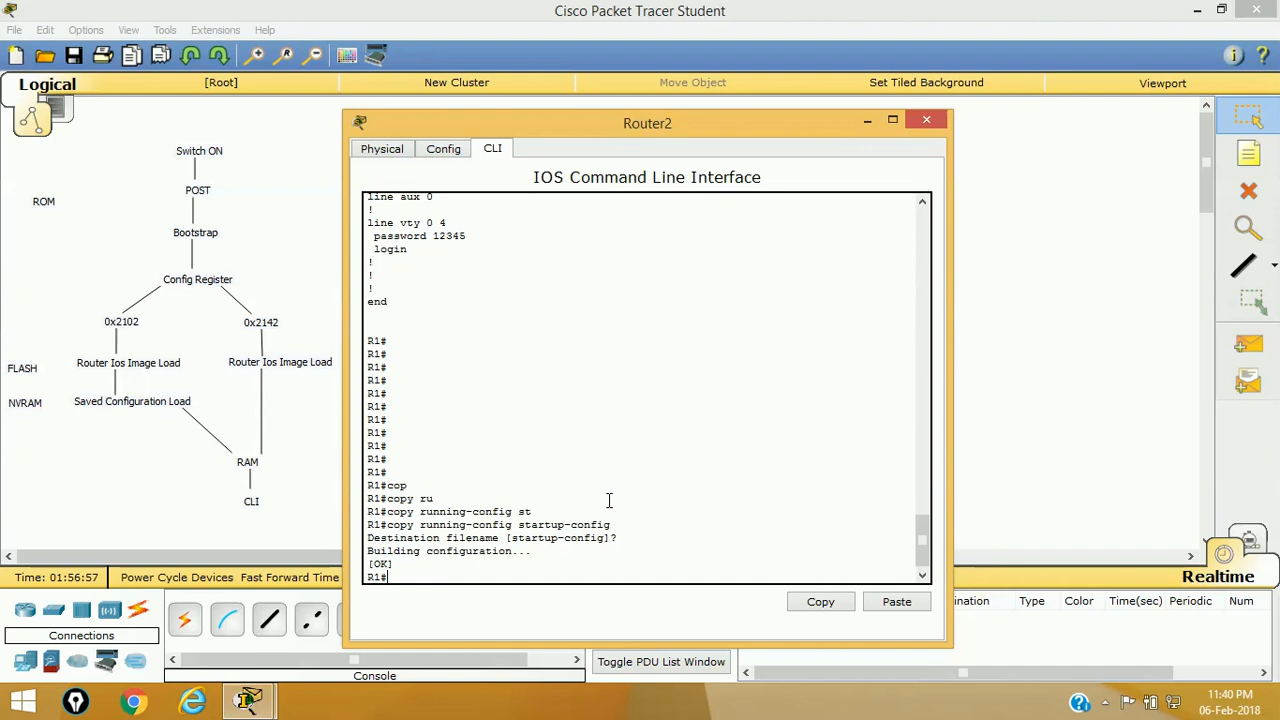 Cisco Packet Tracer Student
File Edit Options View Tools Extensions Help
Logical [Root] New Cluster Move Object Set Tiled Background Viewport
Switch ON
POST
ROM
Bootstrap
Config Register
0x2102 0x2142
Router Ios Image Load Router Ios Image Load
FLASH
NVRAM Saved Configuration Load
RAM
CLI
Router2
Physical Config CLI
IOS Command Line Interface
line aux 0
!
line vty 0 4
password 12345
login
!
!
!
end
R1#
R1#
R1#
R1#
R1#
R1#
R1#
R1#
R1#
R1#
R1#
R1#cop
R1#copy ru
R1#copy running-config st
R1#copy running-config startup-config
Destination filename [startup-config]?
Building configuration...
[OK]
R1#
Copy Paste
Time: 01:56:57 Power Cycle Devices Fast Forward Time Realtime
ination Type Color Time(sec) Periodic Num
Connections
Toggle PDU List Window
Console
11:40 PM
06-Feb-2018